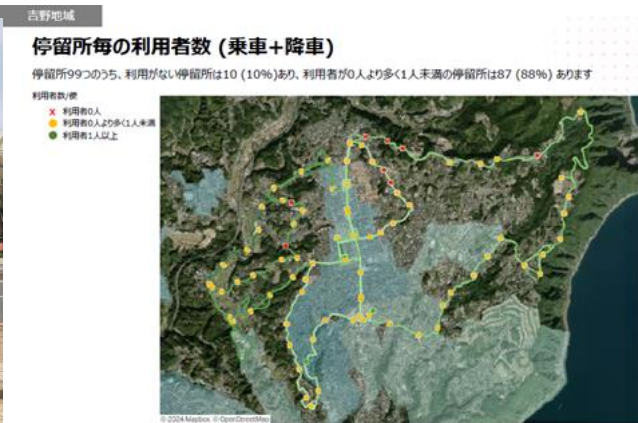 吉野地域
停留所毎の利用者数 (乗車+降車)
停留所99つのうち、利用がない停留所は10 (10%)あり、利用者が0人より多く1人未満の停留所は87 (88%) あります
利用者数/便
x 利用者0人
利用者0人より多く1人未満
利用者1人以上
© 2024 Mapbox © OpenStreetMap